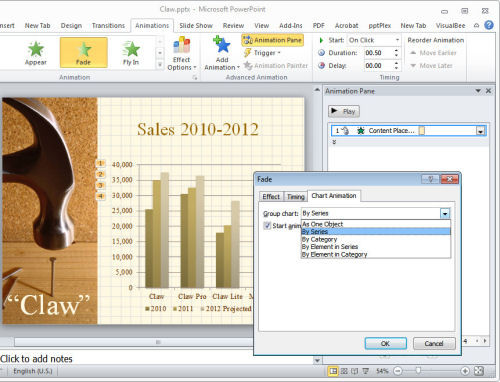 Claw.pptx - Microsoft PowerPoint
Insert Design Transitions Animations Slide Show Review View Add-Ins PDF Acrobat pptPlex VisualBee
Appear Fade Fly In
Effect Options
Add Animation
Animation Pane
Trigger
Animation Painter
Start: On Click
Duration: 00.50
Delay: 00.00
Reorder Animation
Move Earlier
Move Later
Animation Advanced Animation Timing
Sales 2010-2012
1
2
3
4
40,000
35,000
30,000
25,000
20,000
15,000
10,000
5,000
0
Claw Claw Pro Claw Lite M
2010 2011 2012 Projected
“Claw”
Animation Pane
Play
1 Content Place...
Fade
Effect Timing Chart Animation
Group chart: By Series
As One Object
By Series
By Category
By Element in Series
By Element in Category
Start anim
OK Cancel
4
Click to add notes
English (U.S.) 54%